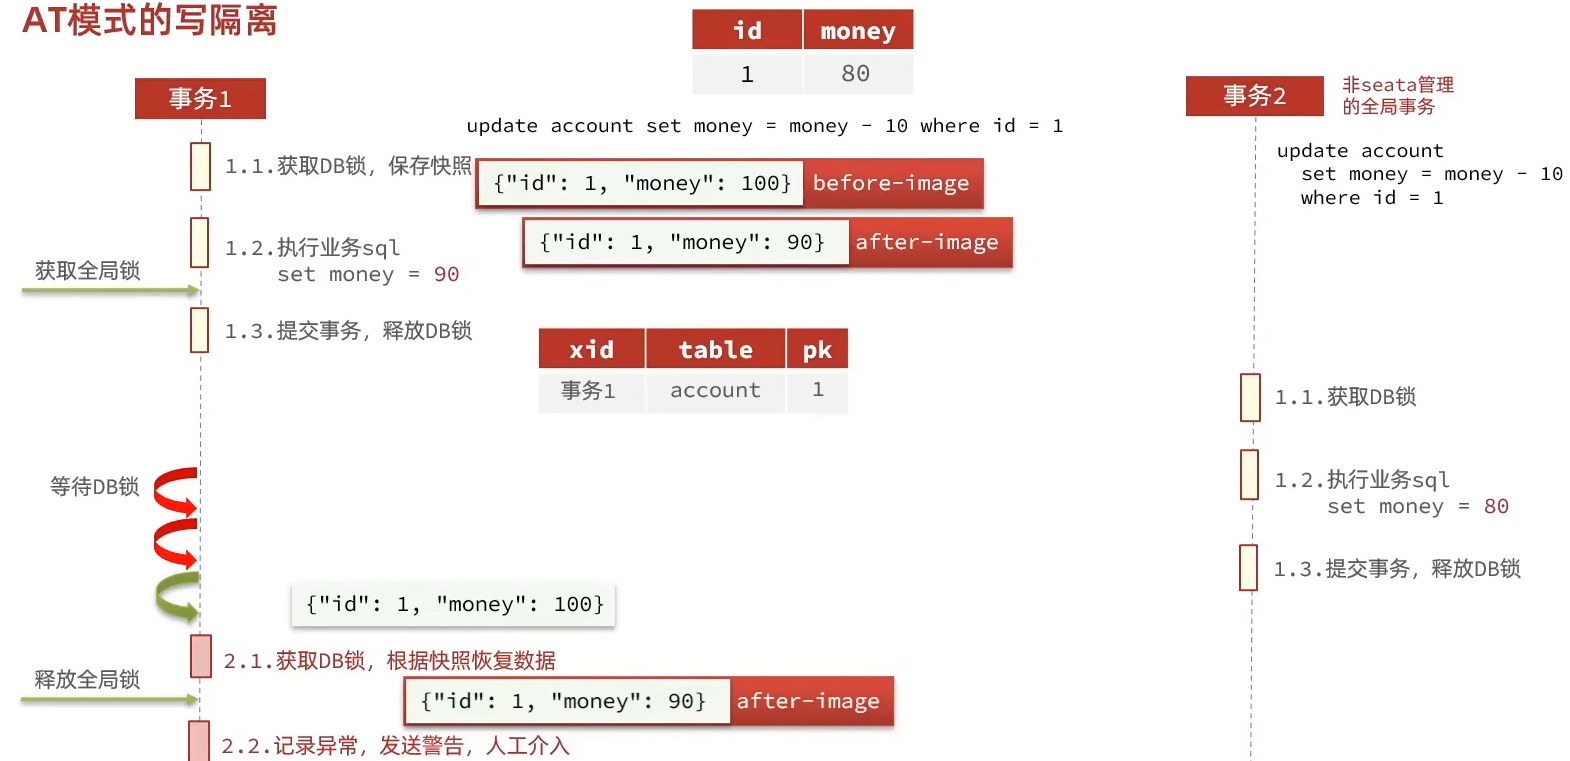 AT模式的写隔离
id money
1 80
事务1
事务2
非seata管理
的全局事务
update account set money = money - 10 where id = 1
update account
set money = money - 10
where id = 1
1.1.获取DB锁，保存快照
{"id": 1, "money": 100} before-image
1.2.执行业务sql
set money = 90
{"id": 1, "money": 90} after-image
获取全局锁
1.3.提交事务，释放DB锁
xid table pk
事务1 account 1
1.1.获取DB锁
等待DB锁
1.2.执行业务sql
set money = 80
1.3.提交事务，释放DB锁
{"id": 1, "money": 100}
2.1.获取DB锁，根据快照恢复数据
释放全局锁
{"id": 1, "money": 90} after-image
2.2.记录异常，发送警告，人工介入